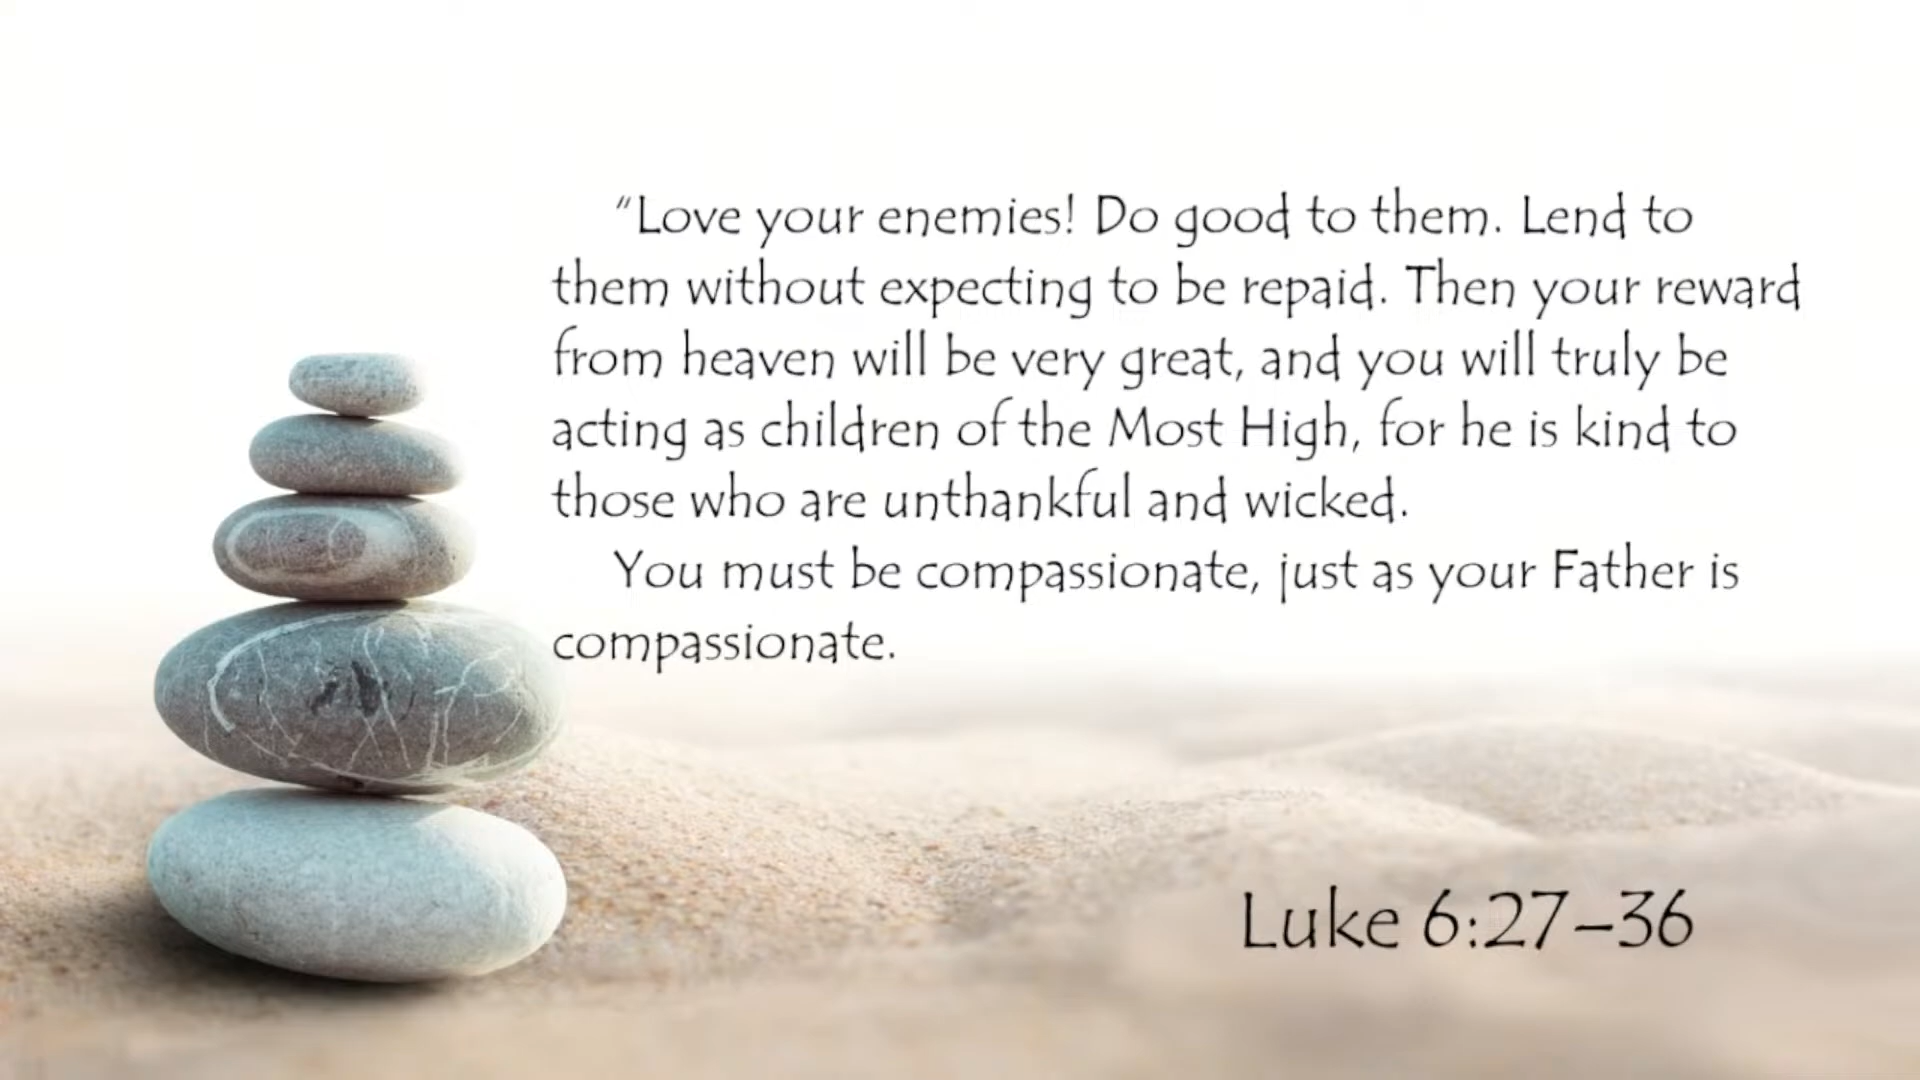 “Love your enemies! Do good to them. Lend to
them without expecting to be repaid. Then your reward
from heaven will be very great, and you will truly be
acting as children of the Most High, for he is kind to
those who are unthankful and wicked.
You must be compassionate, just as your Father is
compassionate.
Luke 6:27–36